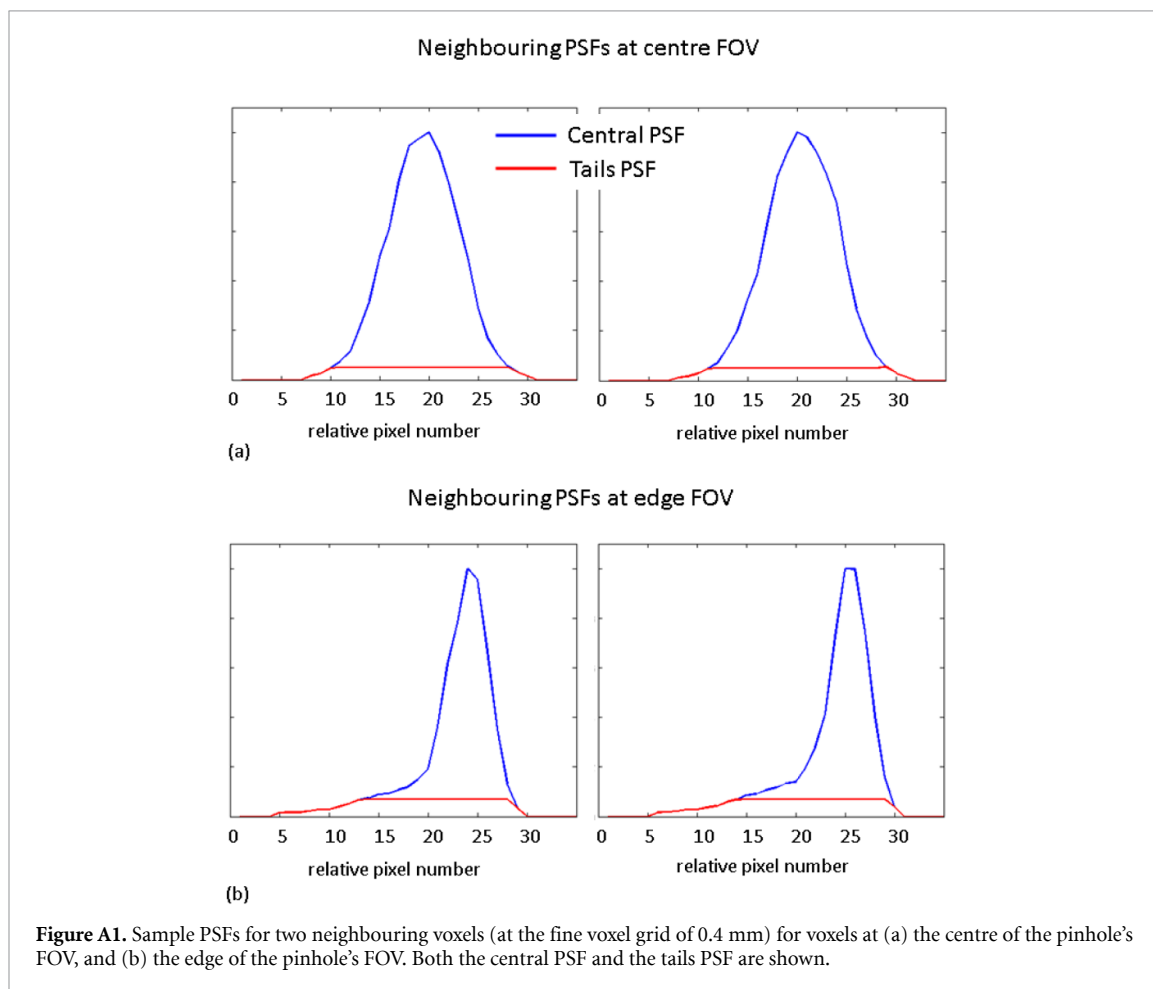 Neighbouring PSFs at centre FOV
Central PSF
Tails PSF
0 5 10 15 20 25 30
0 5 10 15 20 25 30
relative pixel number
relative pixel number
(a)
Neighbouring PSFs at edge FOV
0 5 10 15 20 25 30
0 5 10 15 20 25 30
relative pixel number
relative pixel number
(b)
Figure A1. Sample PSFs for two neighbouring voxels (at the fine voxel grid of 0.4 mm) for voxels at (a) the centre of the pinhole's
FOV, and (b) the edge of the pinhole's FOV. Both the central PSF and the tails PSF are shown.